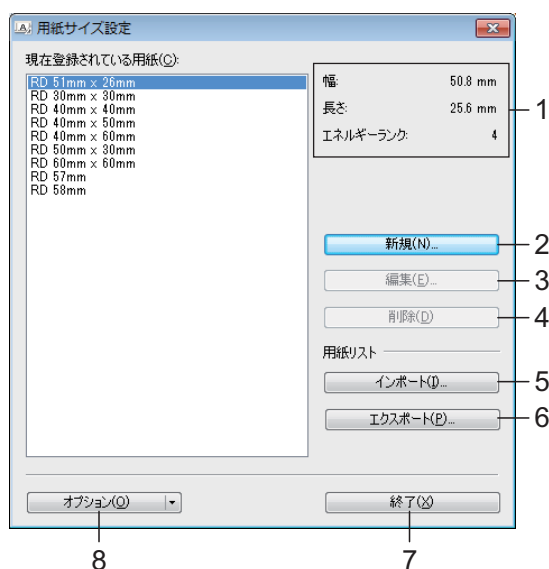 用紙サイズ設定
現在登録されている用紙(C):
RD 51mm x 26mm
RD 30mm x 30mm
RD 40mm x 40mm
RD 40mm x 50mm
RD 40mm x 60mm
RD 50mm x 30mm
RD 60mm x 60mm
RD 57mm
RD 58mm
幅: 50.8 mm
長さ: 25.6 mm
エネルギーランク: 4
1
新規(N)...
2
編集(E)...
3
削除(D)
4
用紙リスト
インポート(I)...
5
エクスポート(P)...
6
オプション(O)
終了(X)
8
7